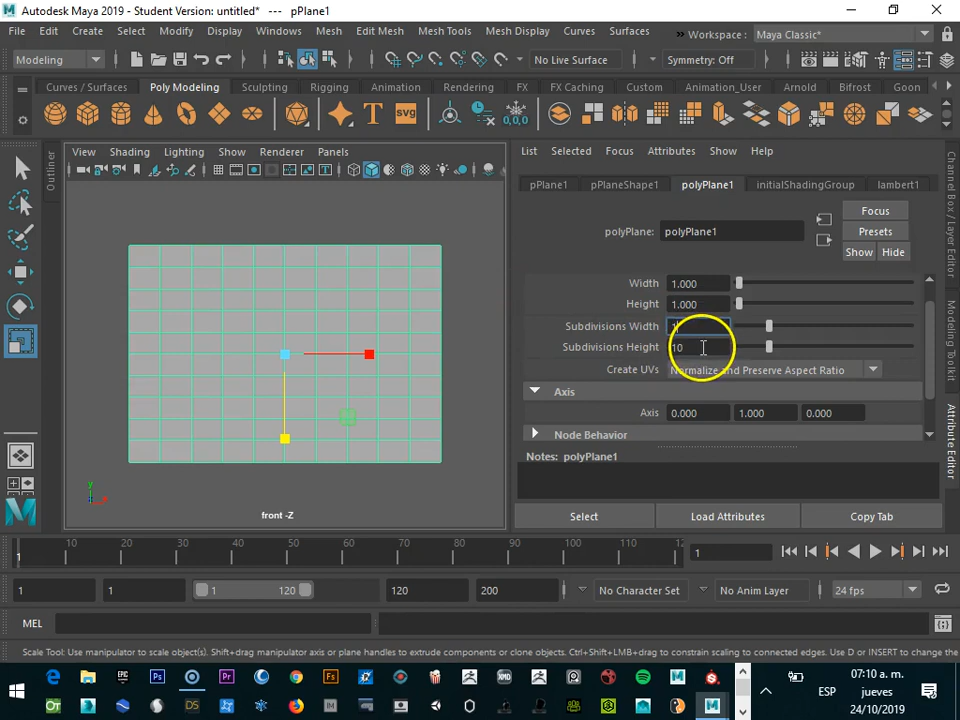 Autodesk Maya 2019 - Student Version: untitled*   ---   pPlane1
File Edit Create Select Modify Display Windows Mesh Edit Mesh Mesh Tools Mesh Display Curves Surfaces » Workspace : Maya Classic*
Modeling No Live Surface Symmetry: Off
Curves / Surfaces Poly Modeling Sculpting Rigging Animation Rendering FX FX Caching Custom Animation_User Arnold Bifrost Goon
T SVG 0,0,0
View Shading Lighting Show Renderer Panels
List Selected Focus Attributes Show Help
Outliner
pPlane1 pPlaneShape1 polyPlane1 initialShadingGroup lambert1
polyPlane: polyPlane1
Focus
Presets
Show Hide
Width 1.000
Height 1.000
Subdivisions Width 1
Subdivisions Height 10
Create UVs Normalize and Preserve Aspect Ratio
Axis
Axis 0.000 1.000 0.000
Node Behavior
Notes: polyPlane1
Select Load Attributes Copy Tab
Channel Box / Layer Editor
Modeling Toolkit
Attribute Editor
y
front -Z
1 10 20 30 40 50 60 70 80 90 100 110 12
1
1 1 1 120 120 200 No Character Set No Anim Layer 24 fps
MEL
Scale Tool: Use manipulator to scale object(s). Shift+drag manipulator axis or plane handles to extrude components or clone objects. Ctrl+Shift+LMB+drag to constrain scaling to connected edges. Use D or INSERT to change the
ESP
07:10 a. m.
jueves
24/10/2019